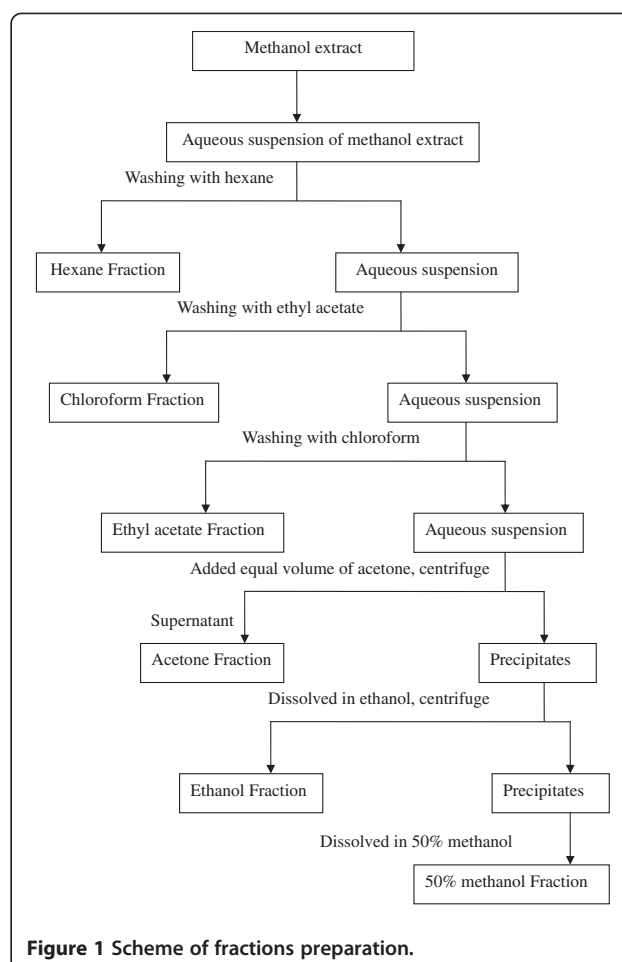 Methanol extract
Aqueous suspension of methanol extract
Washing with hexane
Hexane Fraction
Aqueous suspension
Washing with ethyl acetate
Chloroform Fraction
Aqueous suspension
Washing with chloroform
Ethyl acetate Fraction
Aqueous suspension
Added equal volume of acetone, centrifuge
Supernatant
Acetone Fraction
Precipitates
Dissolved in ethanol, centrifuge
Ethanol Fraction
Precipitates
Dissolved in 50% methanol
50% methanol Fraction
Figure 1 Scheme of fractions preparation.